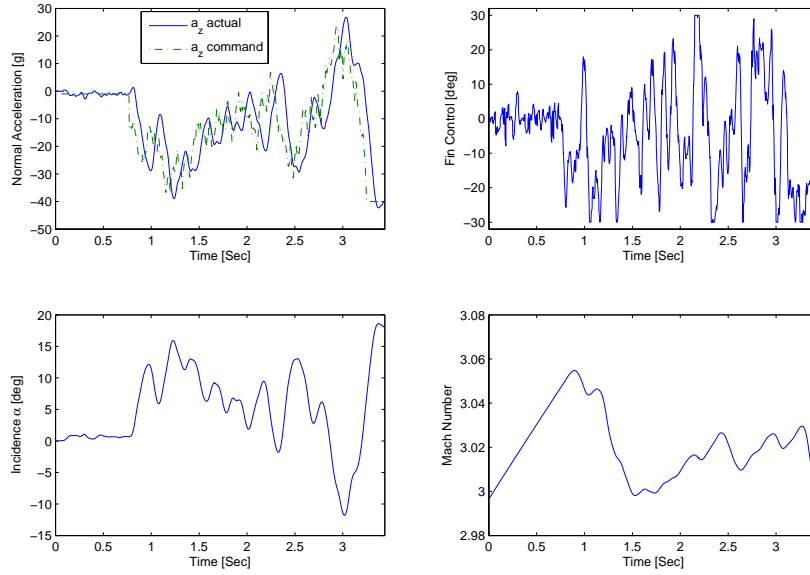 a_z actual
a_z command
30
20
10
0
−10
−20
−30
−40
−50
Normal Acceleration [g]
0 0.5 1 1.5 2 2.5 3
Time [Sec]
30
20
10
0
−10
−20
−30
Fin Control [deg]
0 0.5 1 1.5 2 2.5 3
Time [Sec]
20
15
10
5
0
−5
−10
−15
Incidence α [deg]
0 0.5 1 1.5 2 2.5 3
Time [Sec]
3.08
3.06
3.04
3.02
3
2.98
Mach Number
0 0.5 1 1.5 2 2.5 3
Time [Sec]